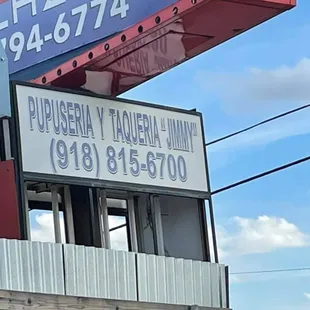 794-6774
PUPUSERIA Y TAQUERIA "JIMMY"
(918) 815-6700